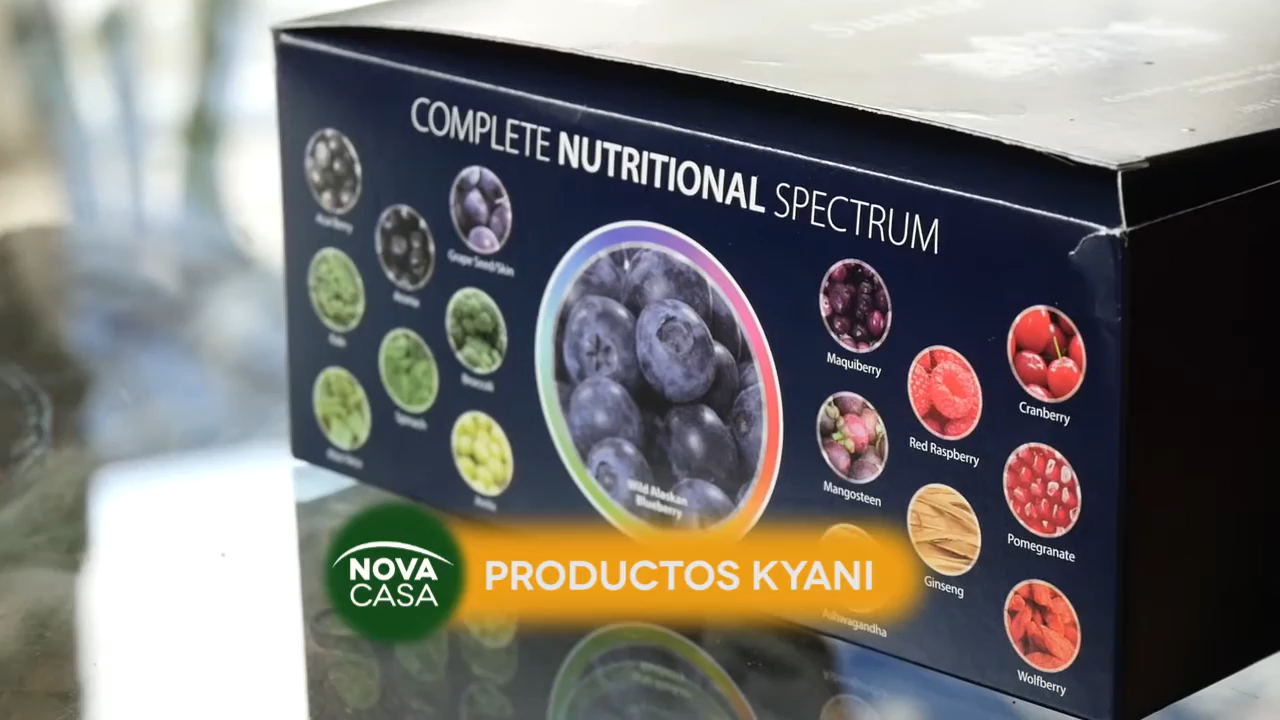 COMPLETE NUTRITIONAL SPECTRUM
Grape Seed/Skin
Wild Alaskan
Blueberry
Maquiberry
Cranberry
Red Raspberry
Mangosteen
Pomegranate
Ginseng
Ashwagandha
Wolfberry
NOVA
CASA
PRODUCTOS KYANI